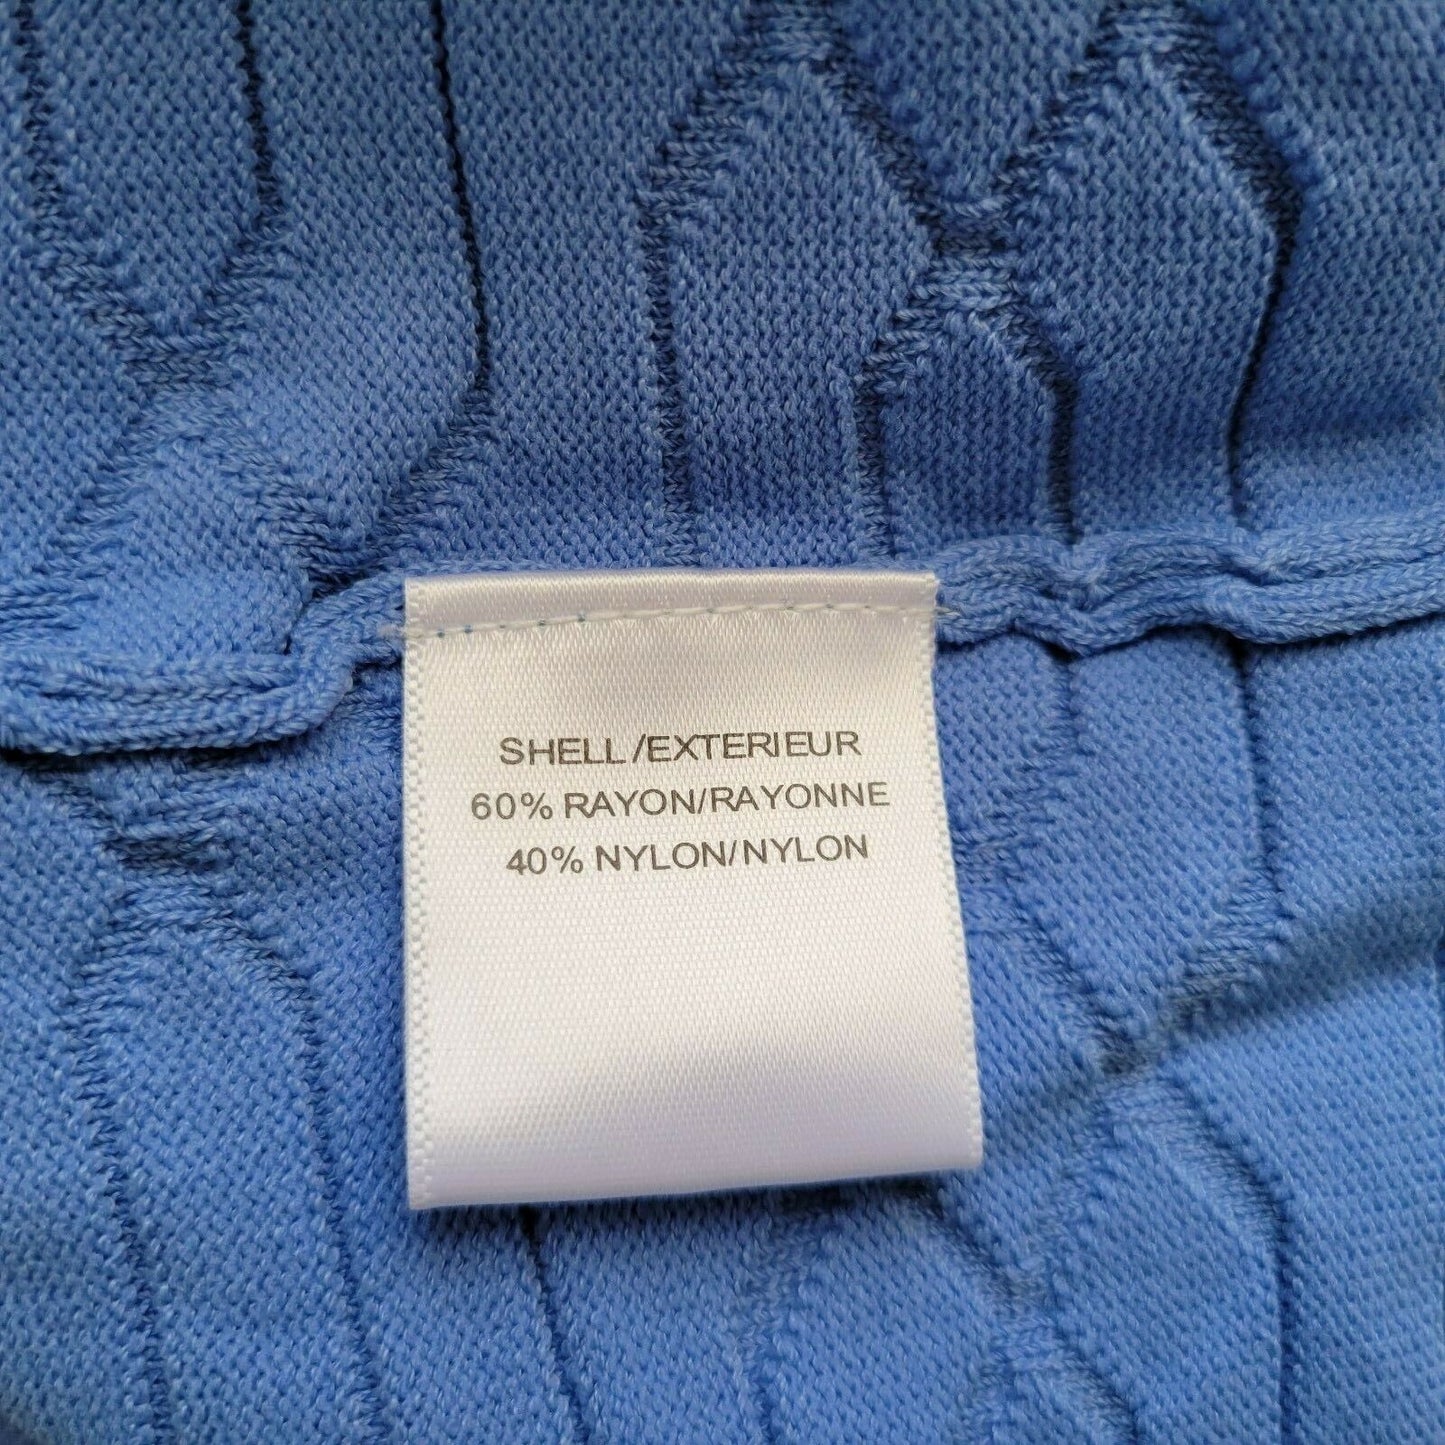 SHELL/EXTERIEUR
60% RAYON/RAYONNE
40% NYLON/NYLON